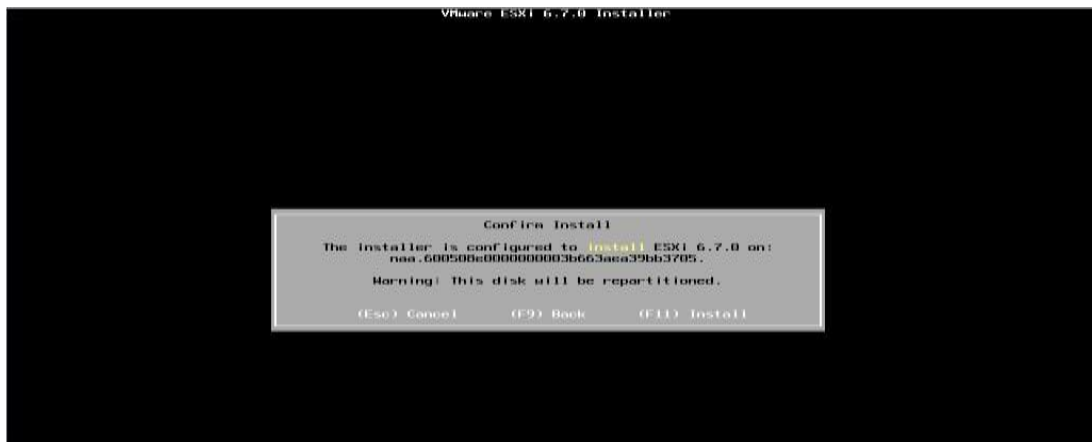 VMware ESXi 6.7.0 Installer
Confirm Install
The installer is configured to install ESXi 6.7.0 on:
naa.600508e0000000003b663aea39bb3705.
Warning: This disk will be repartitioned.
(Esc) Cancel (F9) Back (F11) Install